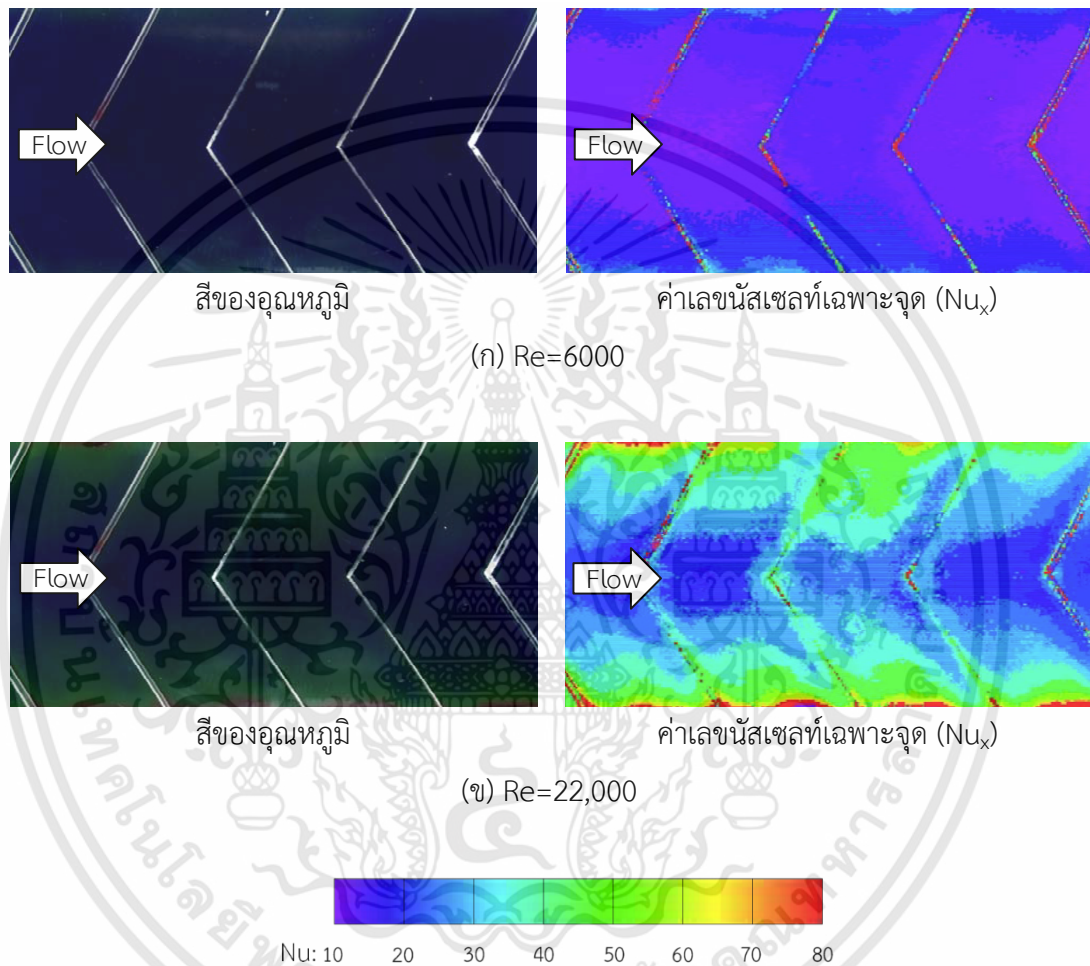 Flow
Flow
สีของอุณหภูมิ
ค่าเลขนัสเซลท์เฉพาะจุด (Nuₓ)
(ก) Re=6000
Flow
Flow
สีของอุณหภูมิ
ค่าเลขนัสเซลท์เฉพาะจุด (Nuₓ)
(ข) Re=22,000
Nu: 10 20 30 40 50 60 70 80